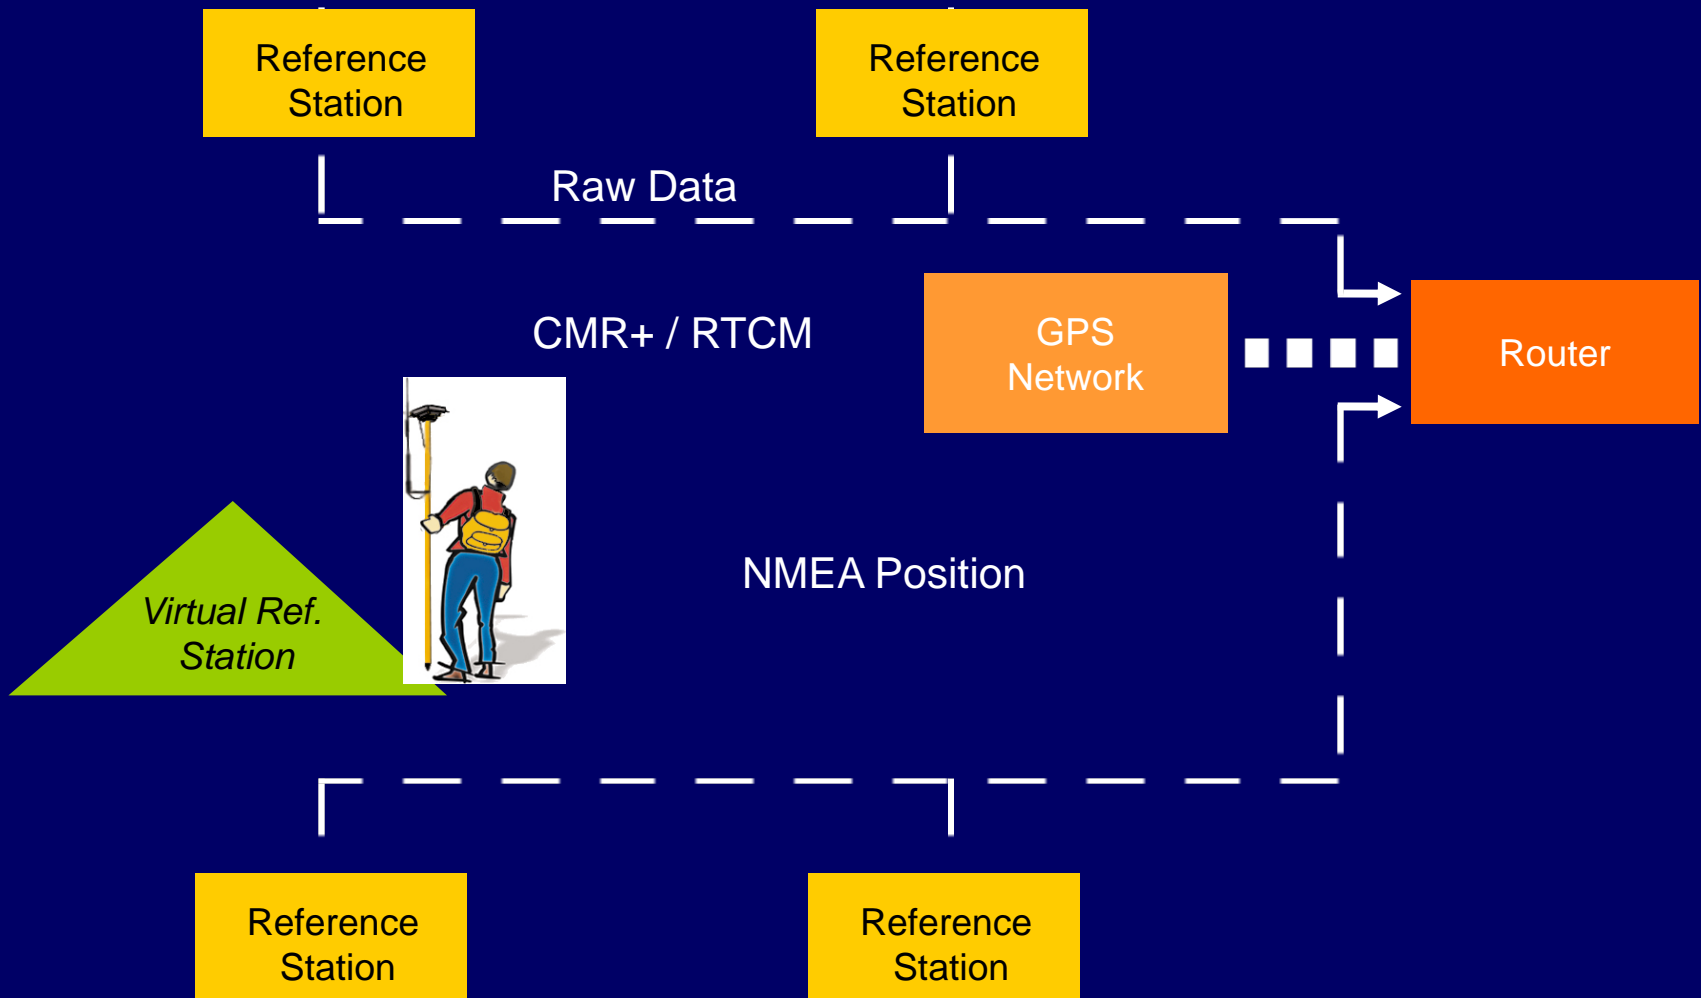 Reference
Station
Reference
Station
Raw Data
CMR+ / RTCM
GPS
Network
Router
NMEA Position
Virtual Ref.
Station
Reference
Station
Reference
Station